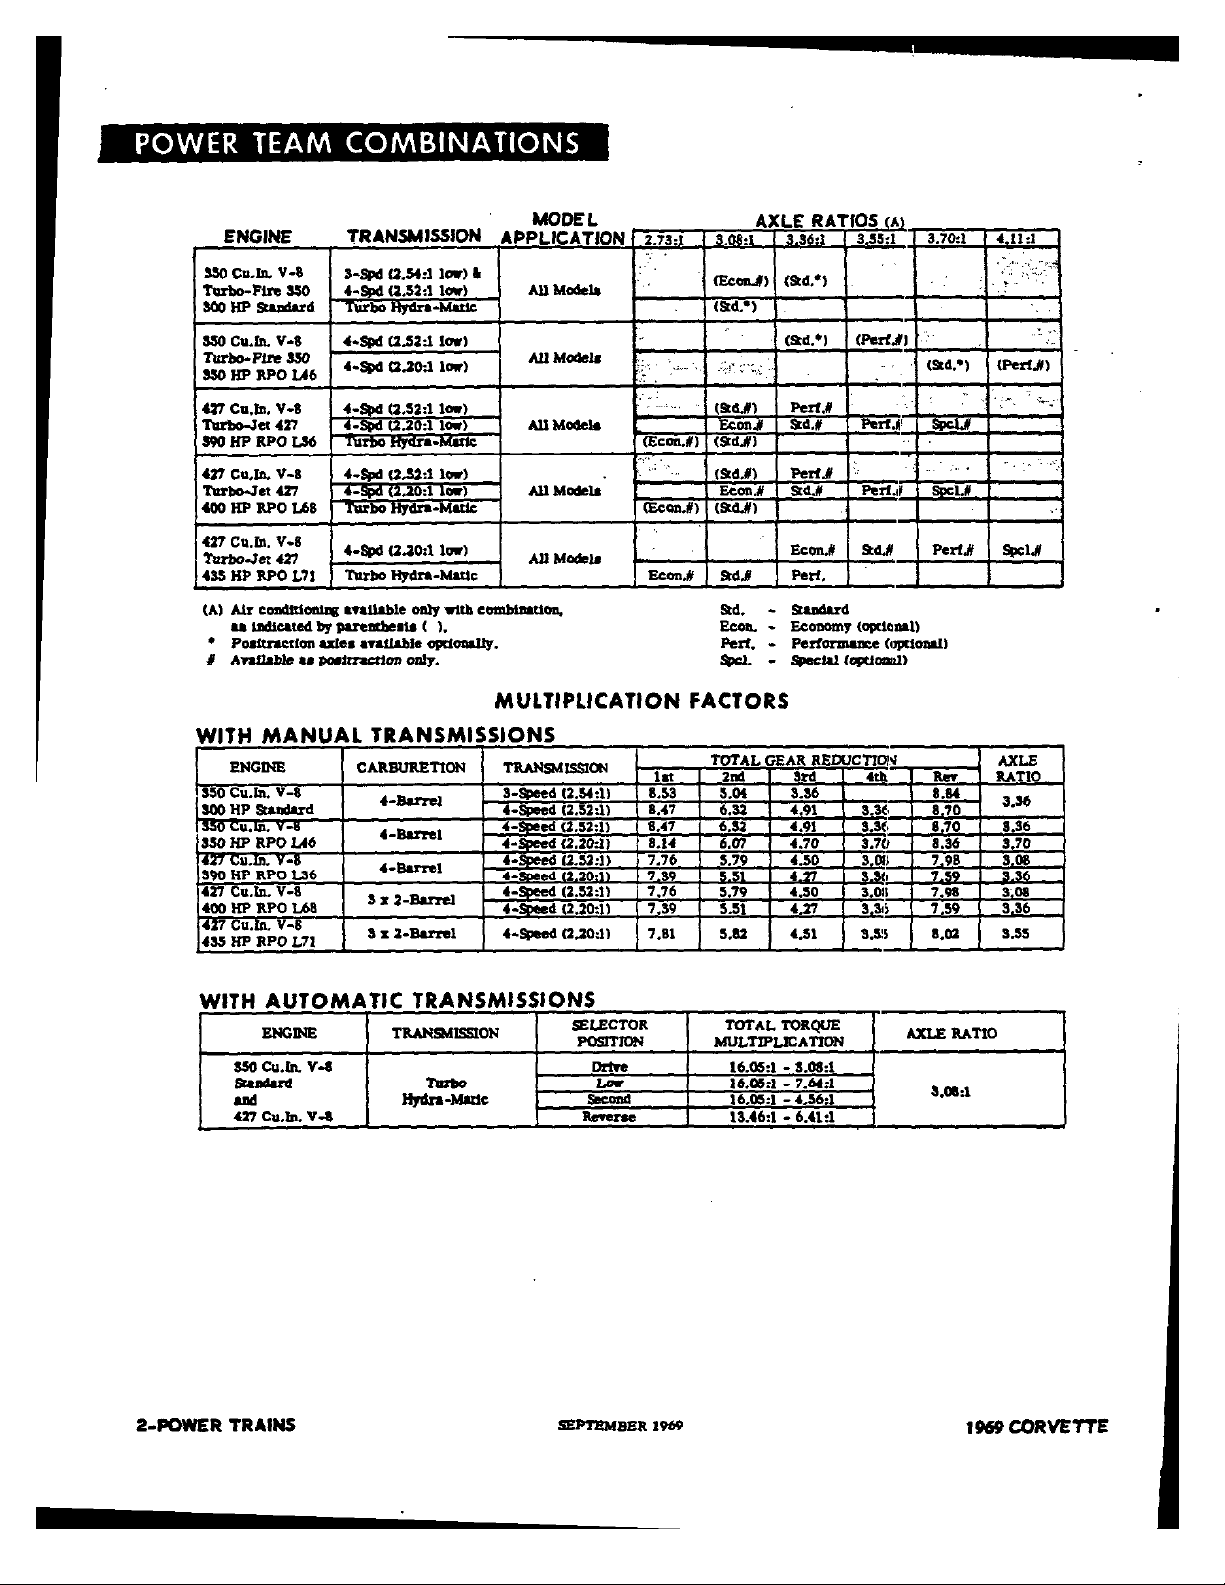 POWER TEAM COMBINATIONS
MODEL AXLE RATIOS (A)
ENGINE TRANSMISSION APPLICATION 2.73:1 3.08:1 3.36:1 3.55:1 3.70:1 4.11:1
350 Cu.In. V-8 3-Spd (2.54:1 low) &
Turbo-Fire 350 4-Spd (2.52:1 low) All Models (Econ.#) (Std.*)
300 HP Standard Turbo Hydra-Matic (Std.*)
350 Cu.In. V-8 4-Spd (2.52:1 low) (Std.*) (Perf.#)
Turbo-Fire 350 All Models
350 HP RPO L46 4-Spd (2.20:1 low) (Std.*) (Perf.#)
427 Cu.In. V-8 4-Spd (2.52:1 low) (Std.#) Perf.#
Turbo-Jet 427 4-Spd (2.20:1 low) All Models Econ.# Std.# Perf.# Spcl.#
390 HP RPO L36 Turbo Hydra-Matic (Econ.#) (Std.#)
427 Cu.In. V-8 4-Spd (2.52:1 low) (Std.#) Perf.#
Turbo-Jet 427 4-Spd (2.20:1 low) All Models Econ.# Std.# Perf.# Spcl.#
400 HP RPO L68 Turbo Hydra-Matic (Econ.#) (Std.#)
427 Cu.In. V-8
Turbo-Jet 427 4-Spd (2.20:1 low) All Models Econ.# Std.# Perf.# Spcl.#
435 HP RPO L71 Turbo Hydra-Matic Econ.# Std.# Perf.
(A) Air conditioning available only with combination, Std. - Standard
as indicated by parenthesis ( ). Econ. - Economy (optional)
* Positraction axles available optionally. Perf. - Performance (optional)
# Available as positraction only. Spcl. - Special (optional)
MULTIPLICATION FACTORS
WITH MANUAL TRANSMISSIONS
ENGINE CARBURETION TRANSMISSION TOTAL GEAR REDUCTION AXLE
1st 2nd 3rd 4th Rev RATIO
350 Cu.In. V-8 4-Barrel 3-Speed (2.54:1) 8.53 5.04 3.36 8.84 3.36
300 HP Standard 4-Speed (2.52:1) 8.47 6.32 4.91 3.36 8.70
350 Cu.In. V-8 4-Barrel 4-Speed (2.52:1) 8.47 6.32 4.91 3.36 8.70 3.36
350 HP RPO L46 4-Speed (2.20:1) 8.14 6.07 4.70 3.70 8.36 3.70
427 Cu.In. V-8 4-Barrel 4-Speed (2.52:1) 7.76 5.79 4.50 3.08 7.98 3.08
390 HP RPO L36 4-Speed (2.20:1) 7.39 5.51 4.27 3.36 7.59 3.36
427 Cu.In. V-8 3 x 2-Barrel 4-Speed (2.52:1) 7.76 5.79 4.50 3.08 7.98 3.08
400 HP RPO L68 4-Speed (2.20:1) 7.39 5.51 4.27 3.36 7.59 3.36
427 Cu.In. V-8
435 HP RPO L71 3 x 2-Barrel 4-Speed (2.20:1) 7.81 5.82 4.51 3.55 8.02 3.55
WITH AUTOMATIC TRANSMISSIONS
ENGINE TRANSMISSION SELECTOR TOTAL TORQUE AXLE RATIO
POSITION MULTIPLICATION
350 Cu.In. V-8 Drive 16.05:1 - 3.08:1
Standard Turbo Low 16.05:1 - 7.64:1
and Hydra-Matic Second 16.05:1 - 4.56:1 3.08:1
427 Cu.In. V-8 Reverse 13.46:1 - 6.41:1
2-POWER TRAINS SEPTEMBER 1969 1969 CORVETTE